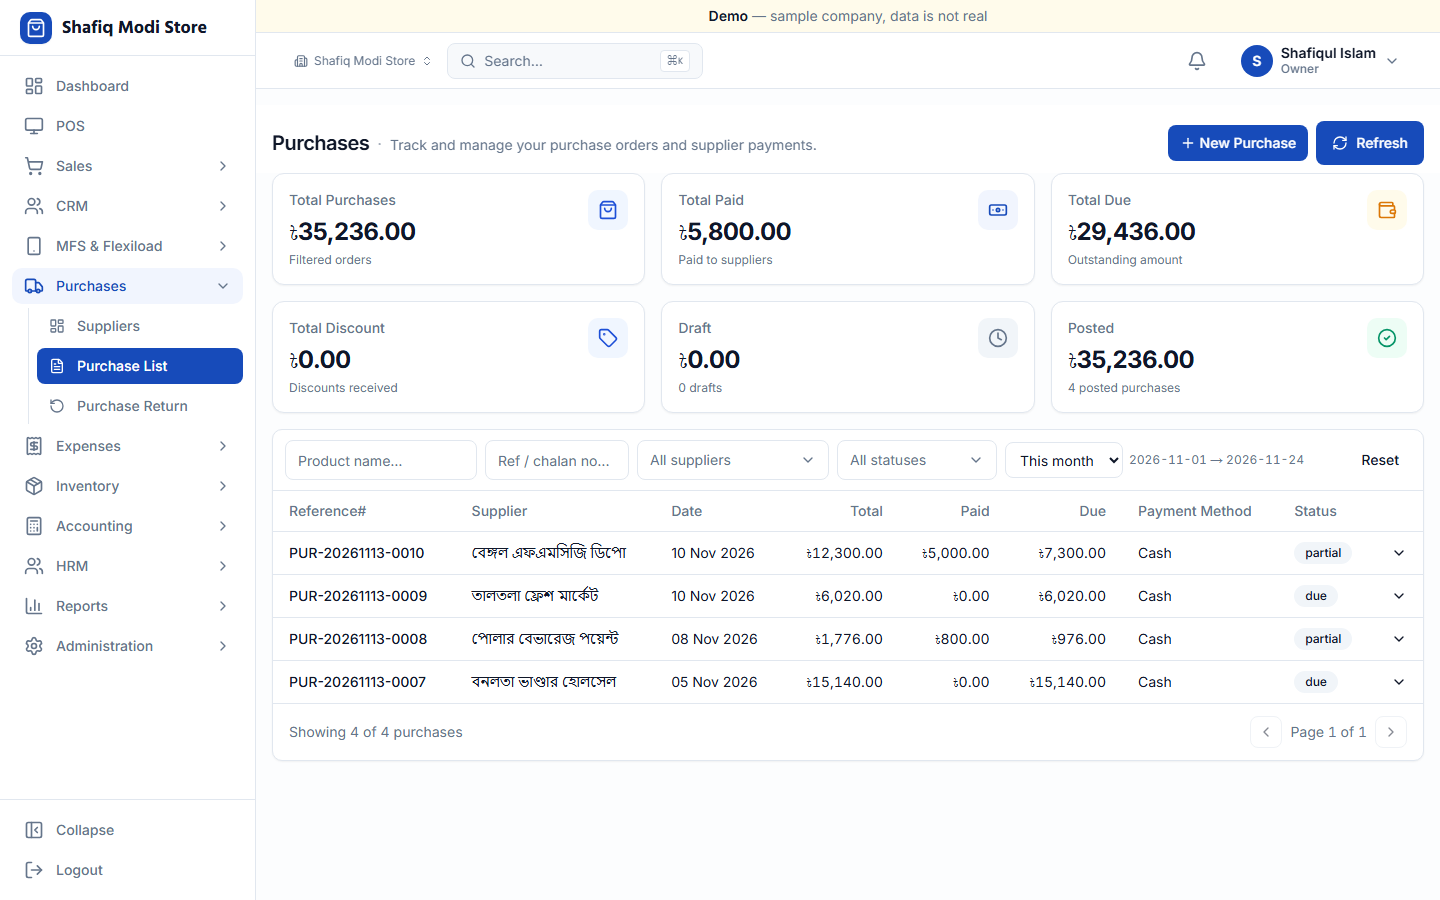 Shafiq Modi Store
Demo — sample company, data is not real
Shafiq Modi Store
Search...
⌘K
S
Shafiqul Islam
Owner
Dashboard
POS
Sales
CRM
MFS & Flexiload
Purchases
Suppliers
Purchase List
Purchase Return
Expenses
Inventory
Accounting
HRM
Reports
Administration
Collapse
Logout
Purchases · Track and manage your purchase orders and supplier payments.
+ New Purchase
Refresh
Total Purchases
৳35,236.00
Filtered orders
Total Paid
৳5,800.00
Paid to suppliers
Total Due
৳29,436.00
Outstanding amount
Total Discount
৳0.00
Discounts received
Draft
৳0.00
0 drafts
Posted
৳35,236.00
4 posted purchases
Product name...
Ref / chalan no...
All suppliers
All statuses
This month
2026-11-01 → 2026-11-24
Reset
Reference# Supplier Date Total Paid Due Payment Method Status
PUR-20261113-0010 বেঙ্গল এফএমসিজি ডিপো 10 Nov 2026 ৳12,300.00 ৳5,000.00 ৳7,300.00 Cash partial
PUR-20261113-0009 তালতলা ফ্রেশ মার্কেট 10 Nov 2026 ৳6,020.00 ৳0.00 ৳6,020.00 Cash due
PUR-20261113-0008 পোলার বেভারেজ পয়েন্ট 08 Nov 2026 ৳1,776.00 ৳800.00 ৳976.00 Cash partial
PUR-20261113-0007 বনলতা ভাণ্ডার হোলসেল 05 Nov 2026 ৳15,140.00 ৳0.00 ৳15,140.00 Cash due
Showing 4 of 4 purchases
Page 1 of 1